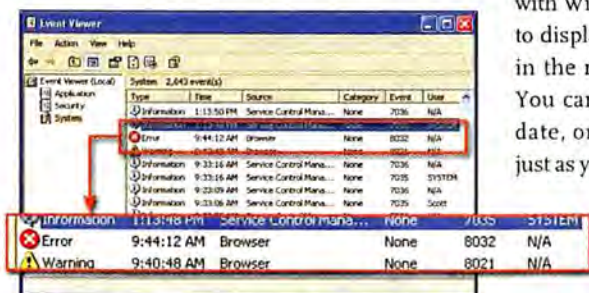 Event Viewer
File Action View Help
Event Viewer (Local)
Application
Security
System
System 2,643 event(s)
Type Time Source Category Event User
Information 1:13:50 PM Service Control Mana... None 7036 N/A
Error 9:44:12 AM Browser None 8032 N/A
Warning
Information 9:33:16 AM Service Control Mana... None 7036 N/A
Information 9:33:16 AM Service Control Mana... None 7035 SYSTEM
Information 9:33:09 AM Service Control Mana... None 7036 N/A
Information 9:33:06 AM Service Control Mana... None 7035 Scott
Information 1:13:48 PM Service Control Mana... None 7035 SYSTEM
Error 9:44:12 AM Browser None 8032 N/A
Warning 9:40:48 AM Browser None 8021 N/A
to displ
in the
You can
date, or
just as y